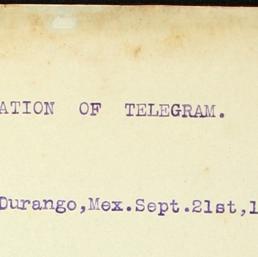 ATION OF TELEGRAM.
Durango,Mex.Sept.21st,1